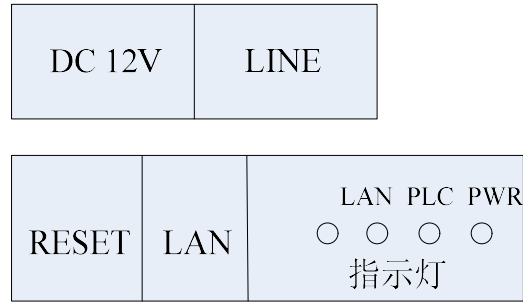 DC 12V LINE
LAN PLC PWR
RESET LAN
指示灯